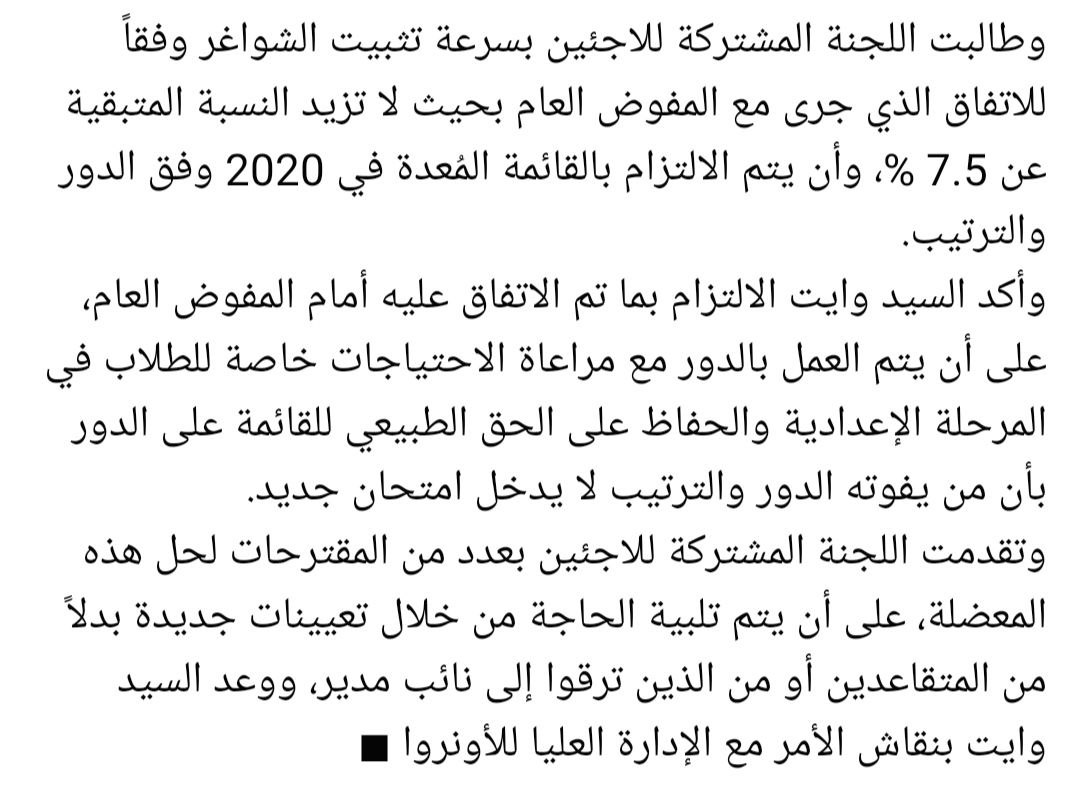 وطالبت اللجنة المشتركة للاجئين بسرعة تثبيت الشواغر وفقاً
للاتفاق الذي جرى مع المفوض العام بحيث لا تزيد النسبة المتبقية
عن 7.5 %، وأن يتم الالتزام بالقائمة المُعدة في 2020 وفق الدور
والترتيب.
وأكد السيد وايت الالتزام بما تم الاتفاق عليه أمام المفوض العام،
على أن يتم العمل بالدور مع مراعاة الاحتياجات خاصة للطلاب في
المرحلة الإعدادية والحفاظ على الحق الطبيعي للقائمة على الدور
بأن من يفوته الدور والترتيب لا يدخل امتحان جديد.
وتقدمت اللجنة المشتركة للاجئين بعدد من المقترحات لحل هذه
المعضلة، على أن يتم تلبية الحاجة من خلال تعيينات جديدة بدلاً
من المتقاعدين أو من الذين ترقوا إلى نائب مدير، ووعد السيد
وايت بنقاش الأمر مع الإدارة العليا للأونروا ■